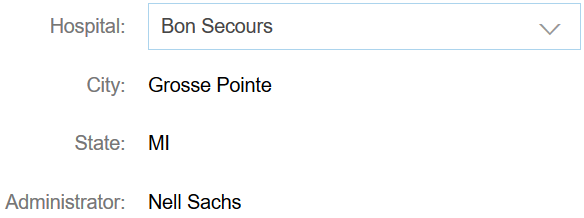 Hospital: Bon Secours
City: Grosse Pointe
State: MI
Administrator: Nell Sachs